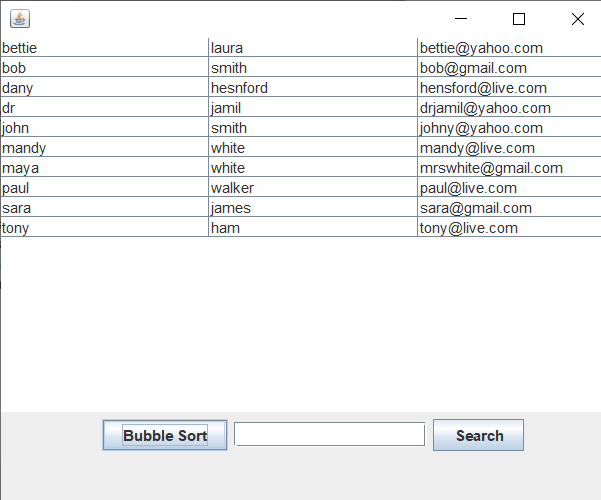 bettie laura bettie@yahoo.com
bob smith bob@gmail.com
dany hesnford hensford@live.com
dr jamil drjamil@yahoo.com
john smith johny@yahoo.com
mandy white mandy@live.com
maya white mrswhite@gmail.com
paul walker paul@live.com
sara james sara@gmail.com
tony ham tony@live.com
Bubble Sort Search